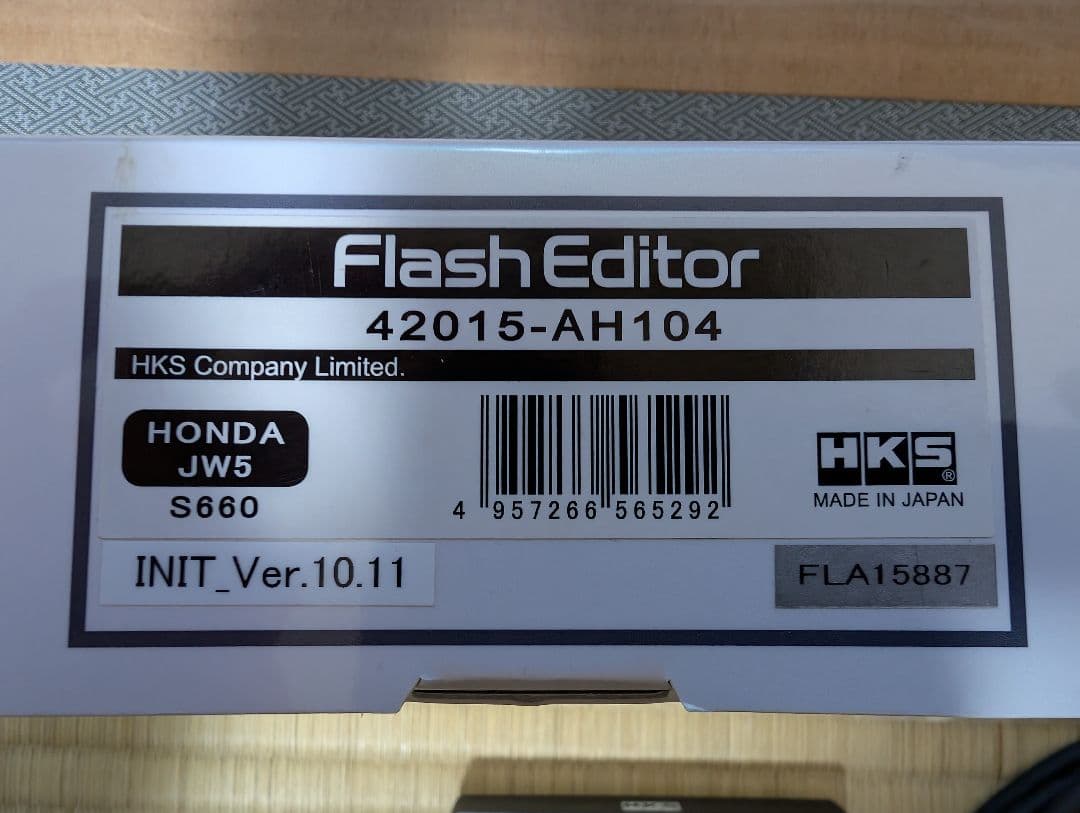 Flash Editor
42015-AH104
HKS Company Limited.
HONDA
JW5
S660
4 957266 565292
HKS®
MADE IN JAPAN
INIT_Ver.10.11
FLA15887
HKS